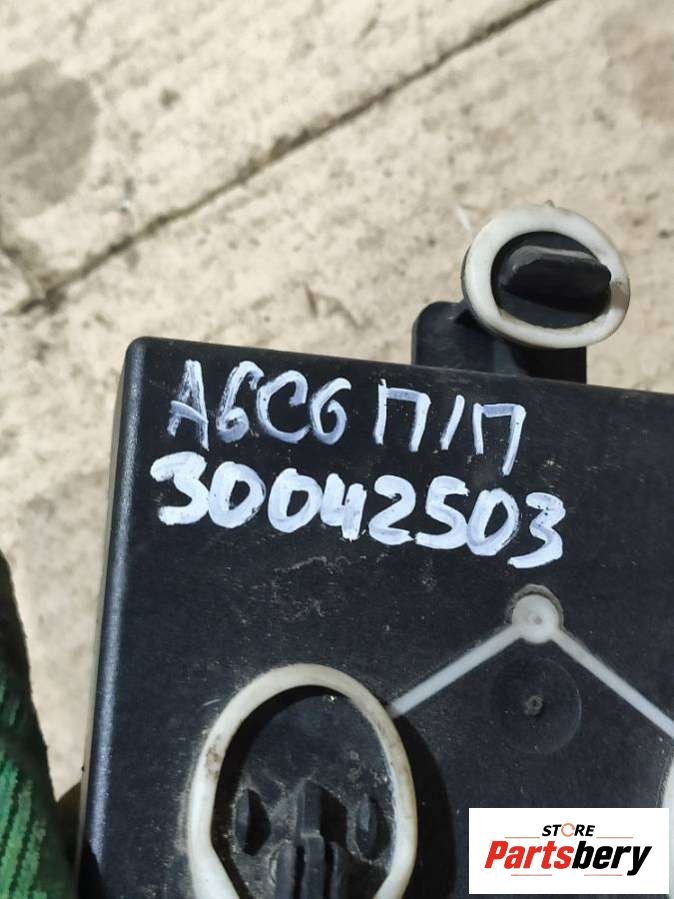 A6C6 П/П
30042503
STORE
Partsbery